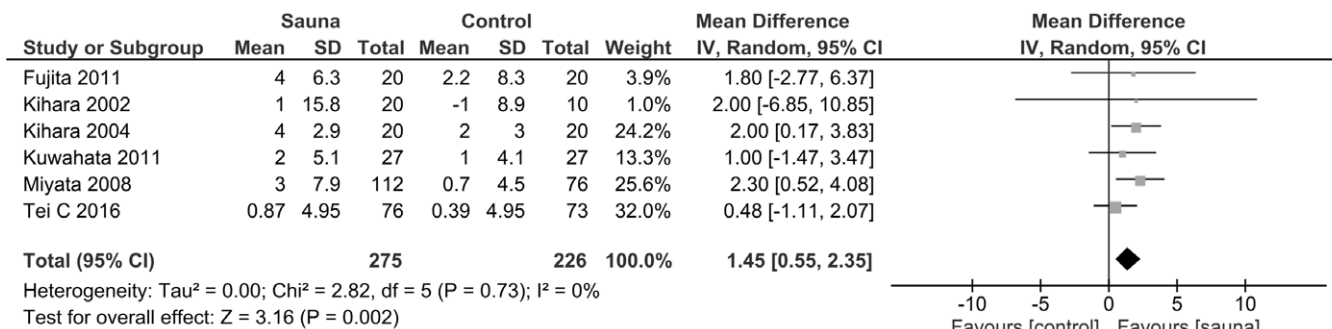 Sauna Control Mean Difference Mean Difference
Study or Subgroup Mean SD Total Mean SD Total Weight IV, Random, 95% CI IV, Random, 95% CI
Fujita 2011 4 6.3 20 2.2 8.3 20 3.9% 1.80 [-2.77, 6.37]
Kihara 2002 1 15.8 20 -1 8.9 10 1.0% 2.00 [-6.85, 10.85]
Kihara 2004 4 2.9 20 2 3 20 24.2% 2.00 [0.17, 3.83]
Kuwahata 2011 2 5.1 27 1 4.1 27 13.3% 1.00 [-1.47, 3.47]
Miyata 2008 3 7.9 112 0.7 4.5 76 25.6% 2.30 [0.52, 4.08]
Tei C 2016 0.87 4.95 76 0.39 4.95 73 32.0% 0.48 [-1.11, 2.07]
Total (95% CI) 275 226 100.0% 1.45 [0.55, 2.35]
Heterogeneity: Tau² = 0.00; Chi² = 2.82, df = 5 (P = 0.73); I² = 0%
Test for overall effect: Z = 3.16 (P = 0.002)
-10 -5 0 5 10
Favours [control] Favours [sauna]